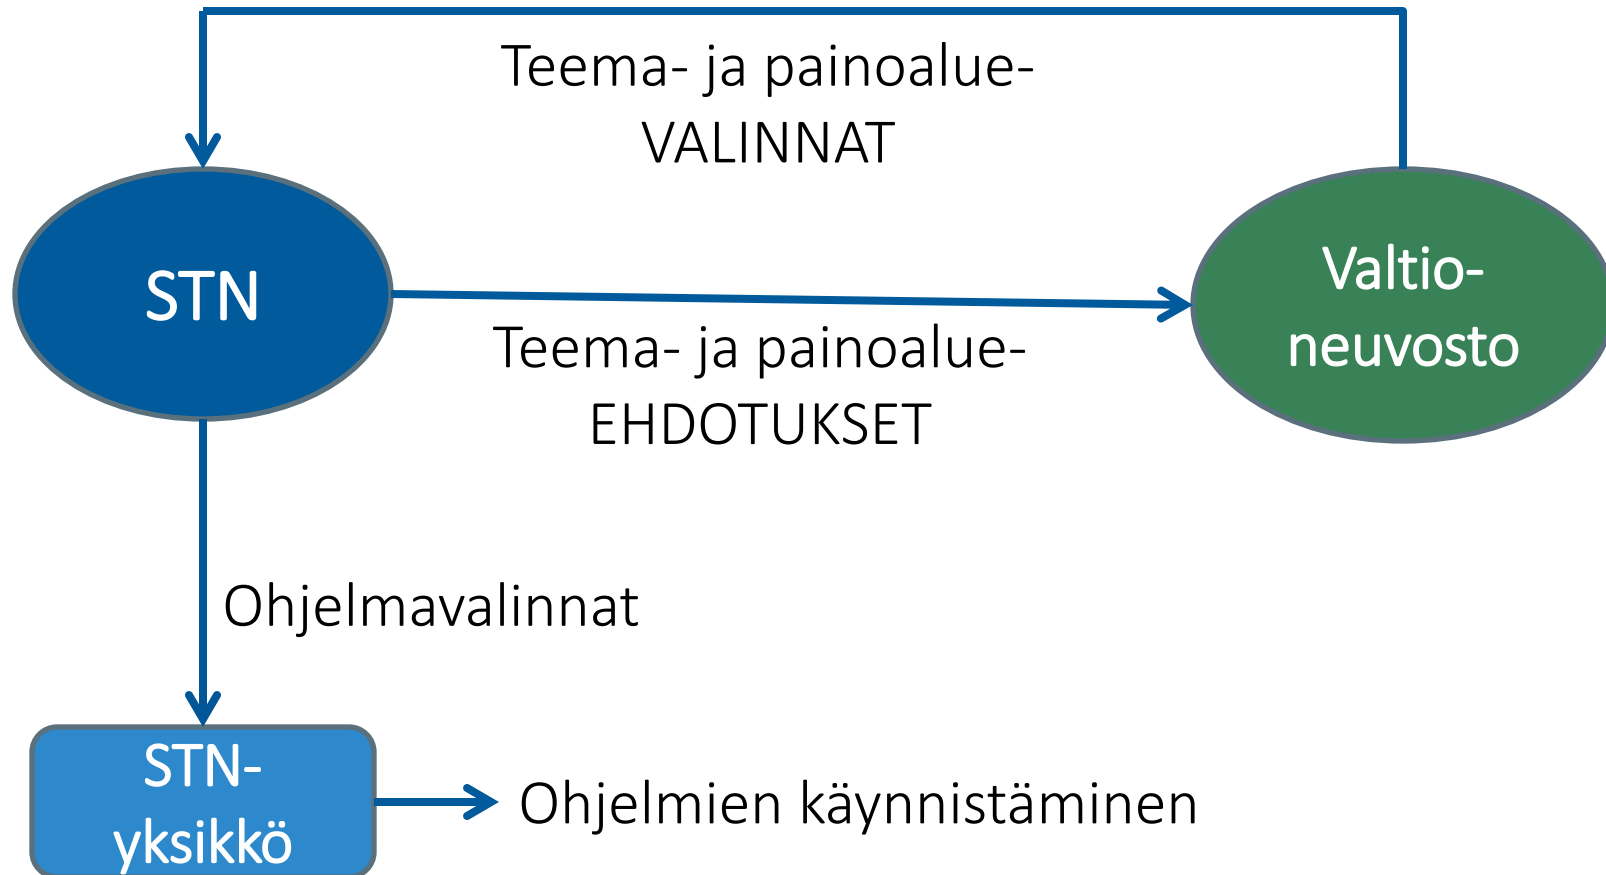 Teema- ja painoalue-
VALINNAT
STN
Valtio-
neuvosto
Teema- ja painoalue-
EHDOTUKSET
Ohjelmavalinnat
STN-
yksikkö
Ohjelmien käynnistäminen